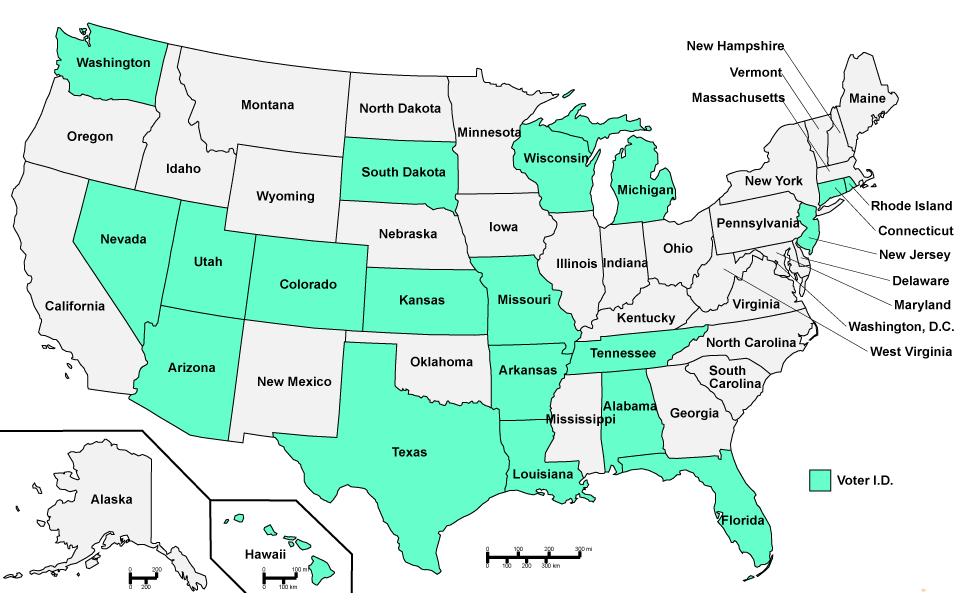 New Hampshire
Vermont
Massachusetts
Maine
Washington
Montana
North Dakota
Minnesota
Oregon
Idaho
Wyoming
South Dakota
Wisconsin
Michigan
New York
Rhode Island
Connecticut
New Jersey
Delaware
Maryland
Washington, D.C.
West Virginia
Nevada
Utah
Colorado
Nebraska
Iowa
Illinois
Indiana
Ohio
Pennsylvania
California
Kansas
Missouri
Kentucky
Virginia
Arizona
New Mexico
Oklahoma
Arkansas
Tennessee
North Carolina
South
Carolina
Texas
Louisiana
Mississippi
Alabama
Georgia
Florida
Voter I.D.
Alaska
Hawaii
0 200
0 200
0 100 mi
0 100 km
0 100 200 300 mi
0 100 200 300 km